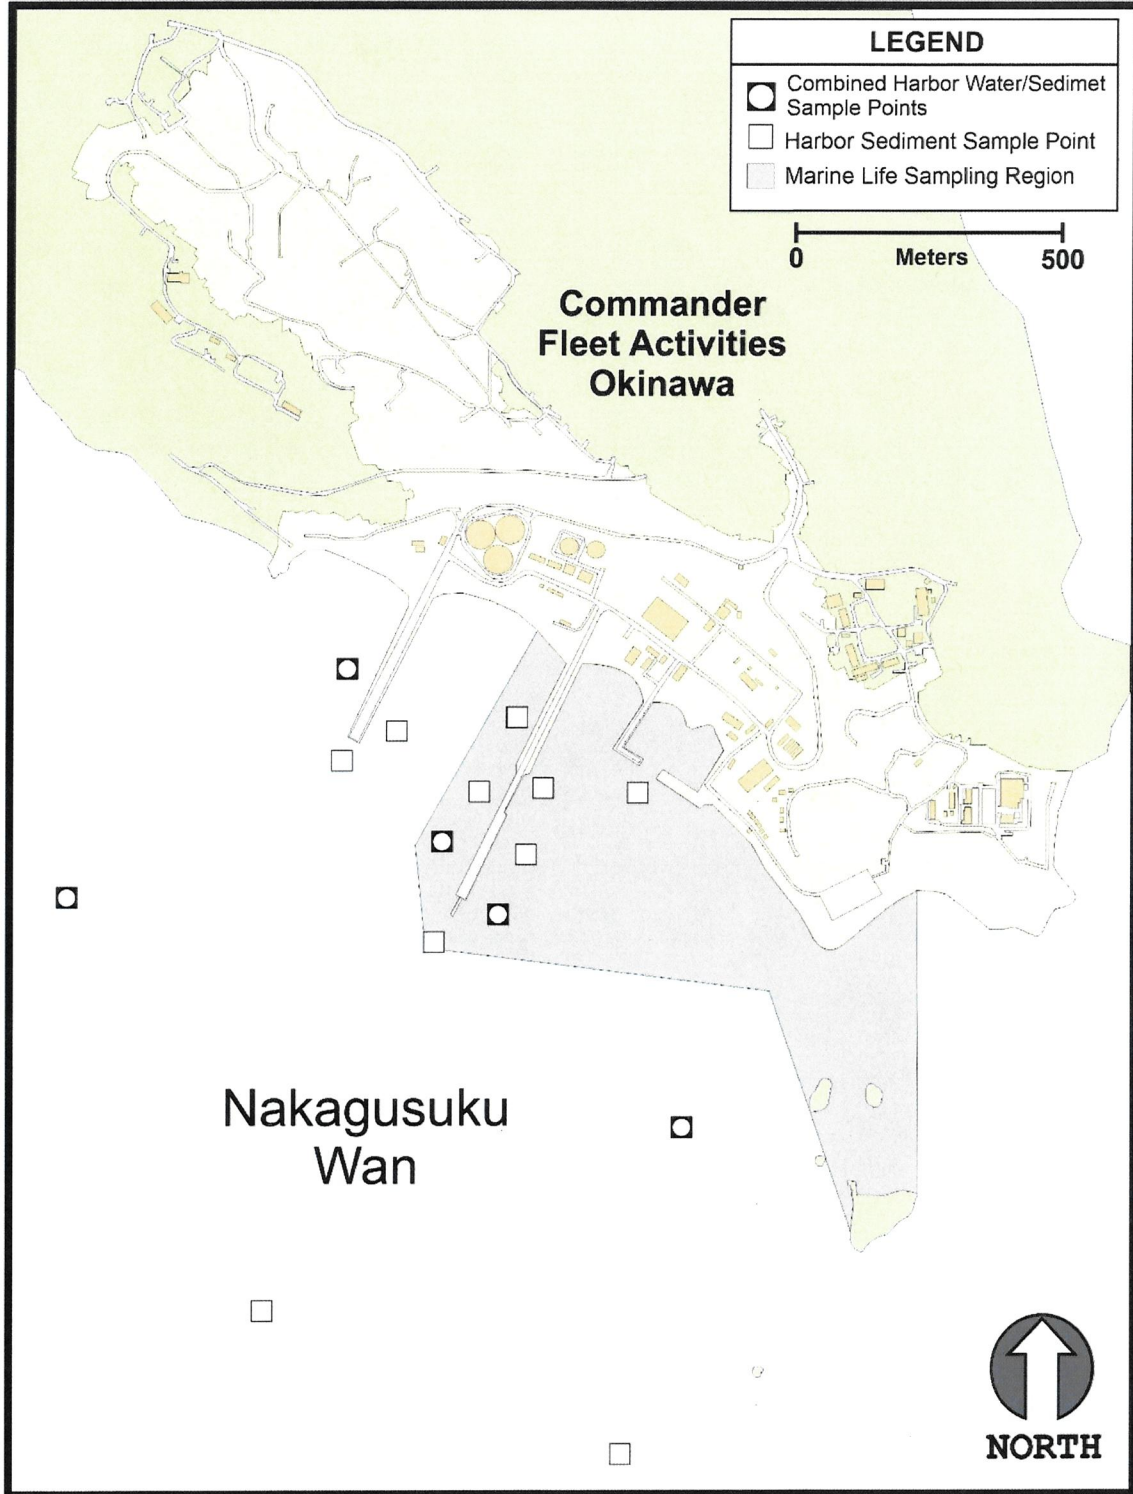 LEGEND
Combined Harbor Water/Sedimet
Sample Points
Harbor Sediment Sample Point
Marine Life Sampling Region
0 Meters 500
Commander
Fleet Activities
Okinawa
Nakagusuku
Wan
NORTH